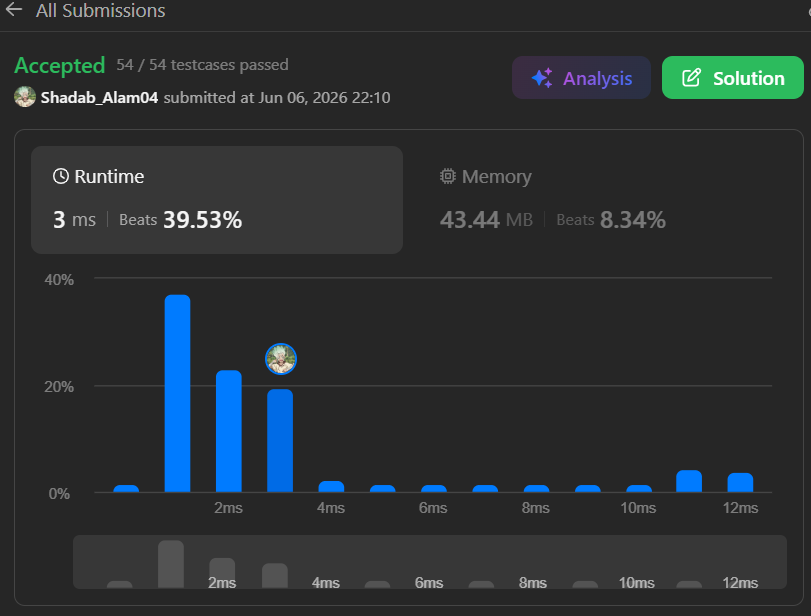 All Submissions
Accepted 54 / 54 testcases passed
Shadab_Alam04 submitted at Jun 06, 2026 22:10
Analysis
Solution
Runtime
3 ms | Beats 39.53%
Memory
43.44 MB | Beats 8.34%
40%
20%
0%
2ms 4ms 6ms 8ms 10ms 12ms
2ms 4ms 6ms 8ms 10ms 12ms